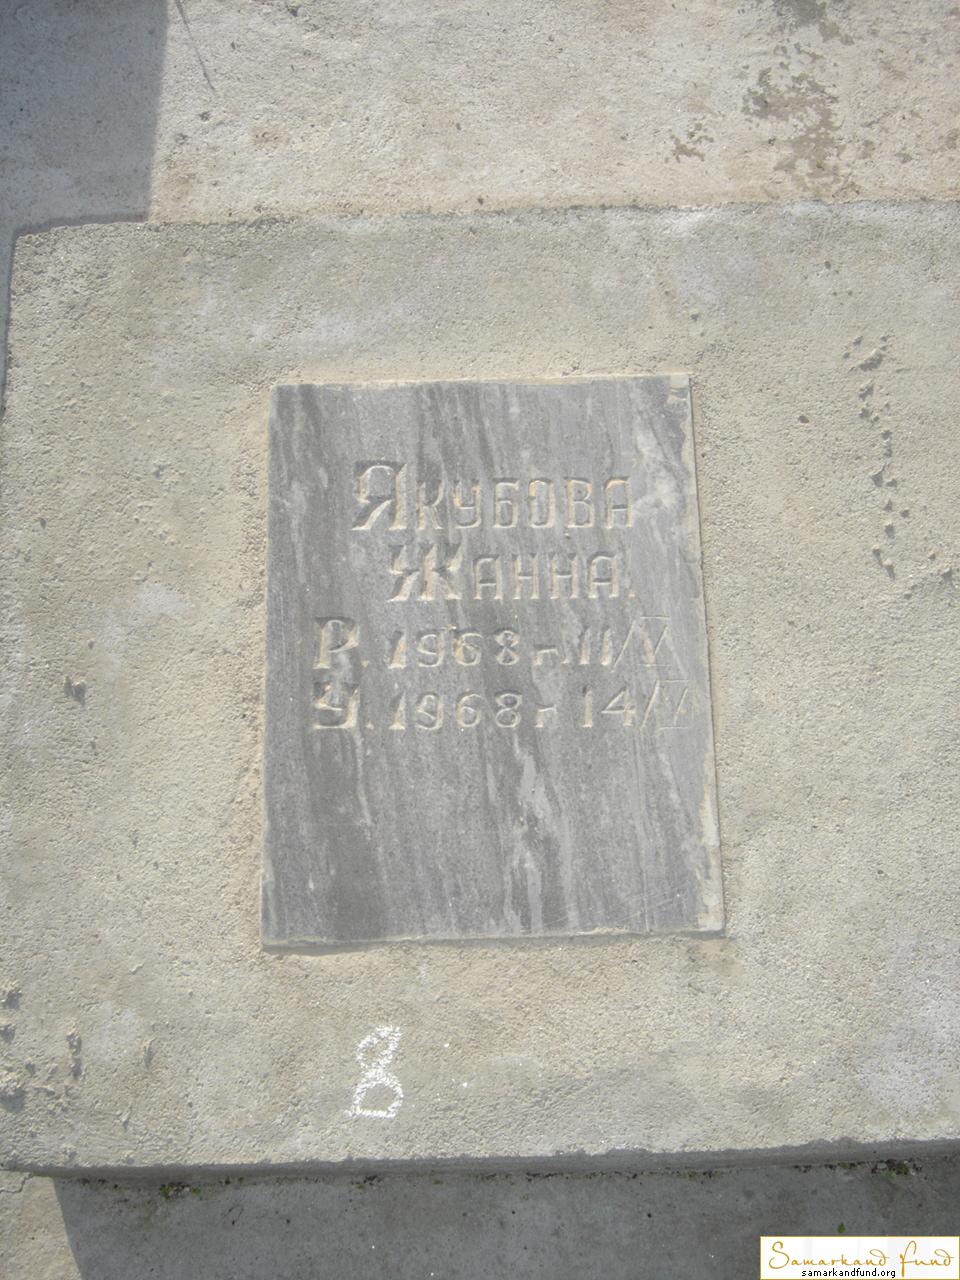 Якубова
Жанна.
Р. 1968 г. 11/V
У. 1968 г 14/V
8
Samarkand fund
samarkandfund.org